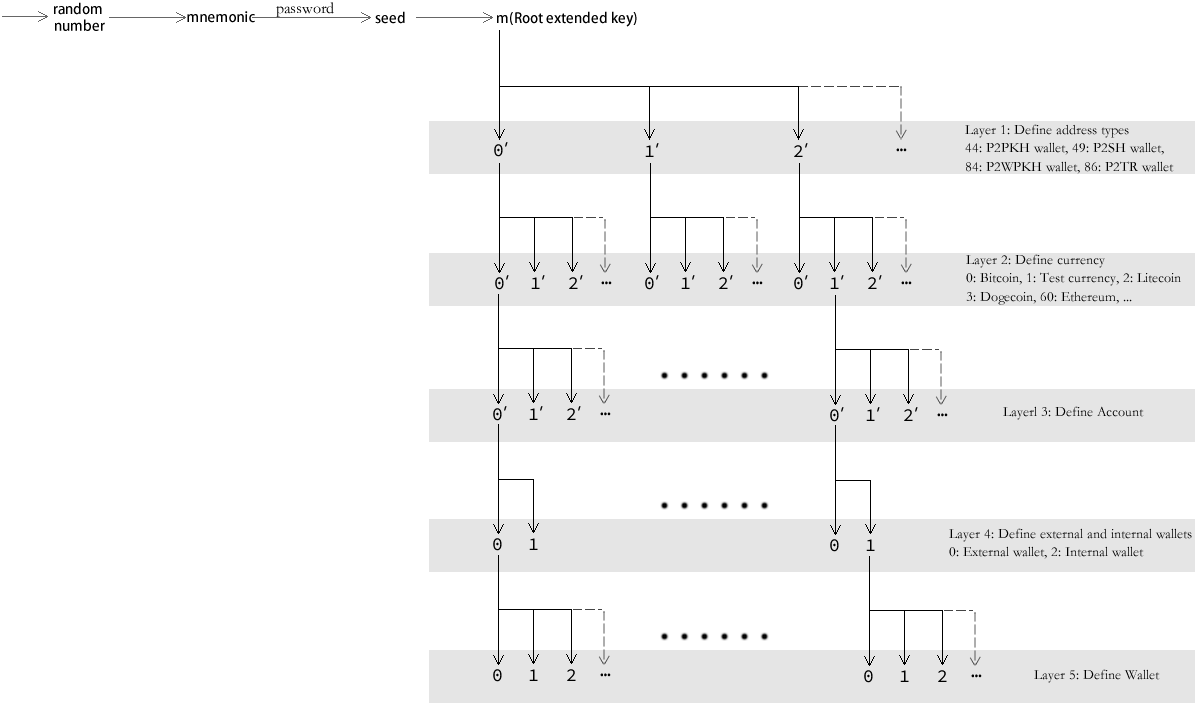 random number mnemonic password seed m(Root extended key)
0′ 1′ 2′ ...
Layer 1: Define address types
44: P2PKH wallet, 49: P2SH wallet,
84: P2WPKH wallet, 86: P2TR wallet
0′ 1′ 2′ ... 0′ 1′ 2′ ... 0′ 1′ 2′ ...
Layer 2: Define currency
0: Bitcoin, 1: Test currency, 2: Litecoin
3: Dogecoin, 60: Ethereum, ...
0′ 1′ 2′ ... 0′ 1′ 2′ ...
Layerl 3: Define Account
0 1 0 1
Layer 4: Define external and internal wallets
0: External wallet, 2: Internal wallet
0 1 2 ... 0 1 2 ...
Layer 5: Define Wallet